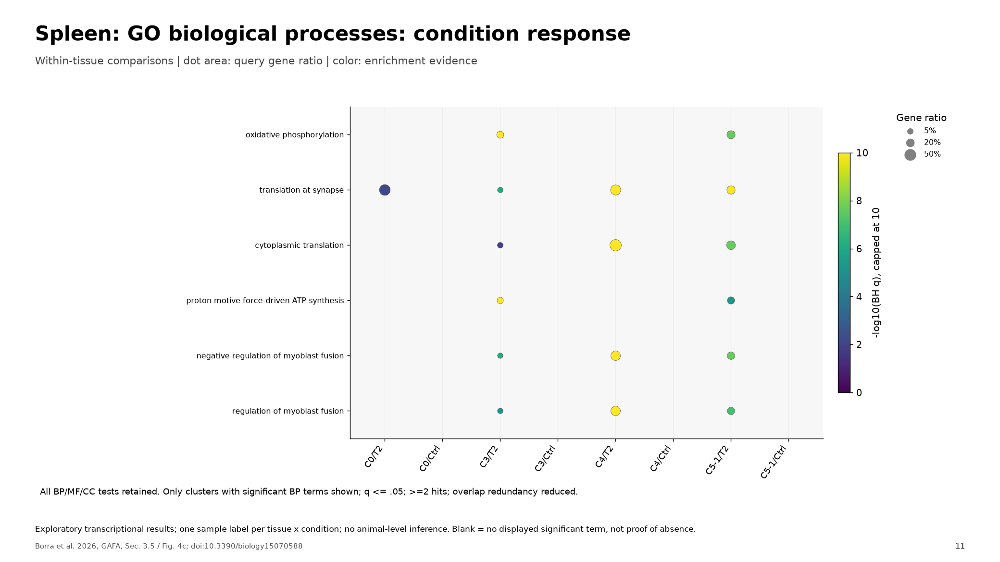 Spleen: GO biological processes: condition response
Within-tissue comparisons | dot area: query gene ratio | color: enrichment evidence
Gene ratio
5%
20%
50%
oxidative phosphorylation
translation at synapse
cytoplasmic translation
proton motive force-driven ATP synthesis
negative regulation of myoblast fusion
regulation of myoblast fusion
10
8
6
4
2
0
-log10(BH q), capped at 10
C0/T2
C0/Ctrl
C3/T2
C3/Ctrl
C4/T2
C4/Ctrl
C5-1/T2
C5-1/Ctrl
All BP/MF/CC tests retained. Only clusters with significant BP terms shown; q <= .05; >=2 hits; overlap redundancy reduced.
Exploratory transcriptional results; one sample label per tissue x condition; no animal-level inference. Blank = no displayed significant term, not proof of absence.
Borra et al. 2026, GAFA, Sec. 3.5 / Fig. 4c; doi:10.3390/biology15070588
11